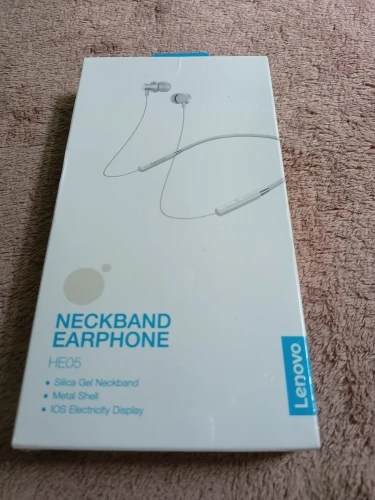 NECKBAND
EARPHONE
HE05
• Silica Gel Neckband
• Metal Shell
• IOS Electricity Display
Lenovo